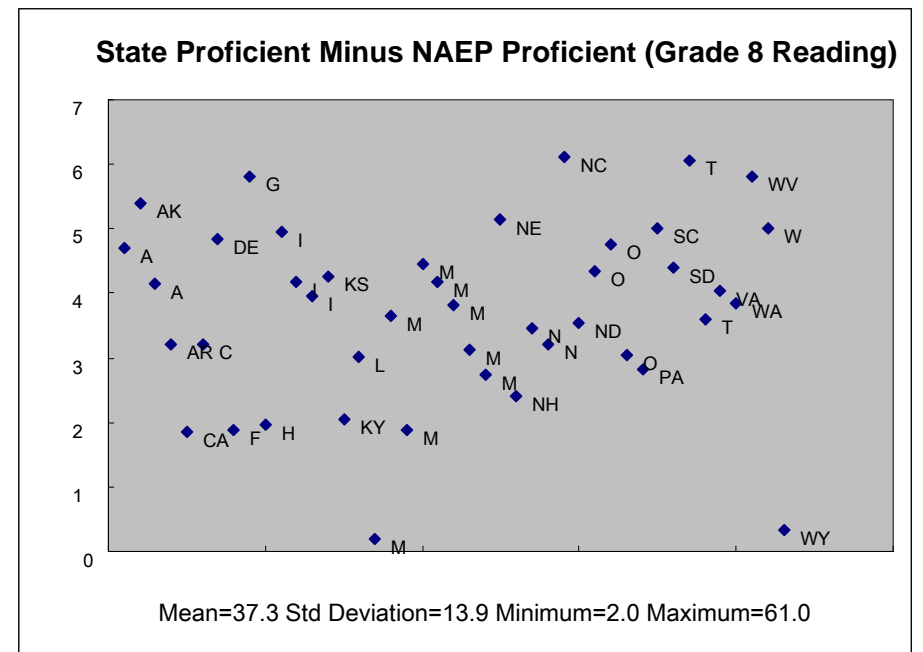 State Proficient Minus NAEP Proficient (Grade 8 Reading)
7
6
5
4
3
2
1
0
A
AK
A
AR
CA
C
DE
F
G
H
I
I
I
KS
KY
L
M
M
M
M
M
M
M
M
NE
NH
N
N
NC
ND
O
O
O
PA
SC
SD
T
T
VA
WA
WV
W
WY
Mean=37.3 Std Deviation=13.9 Minimum=2.0 Maximum=61.0